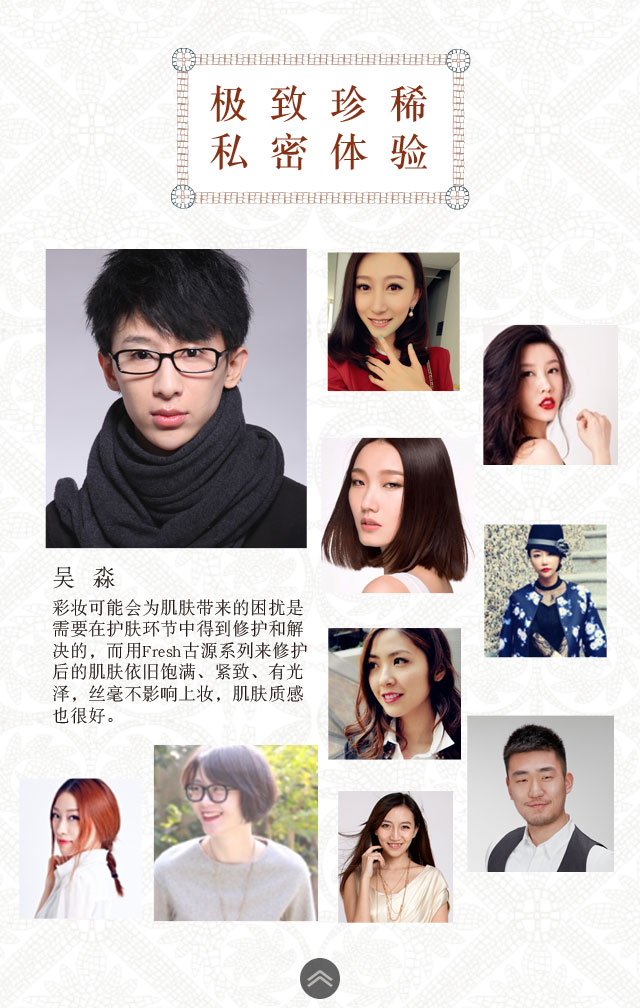 极致珍稀
私密体验
吴 淼
彩妆可能会为肌肤带来的困扰是
需要在护肤环节中得到修护和解
决的，而用Fresh古源系列来修护
后的肌肤依旧饱满、紧致、有光
泽，丝毫不影响上妆，肌肤质感
也很好。